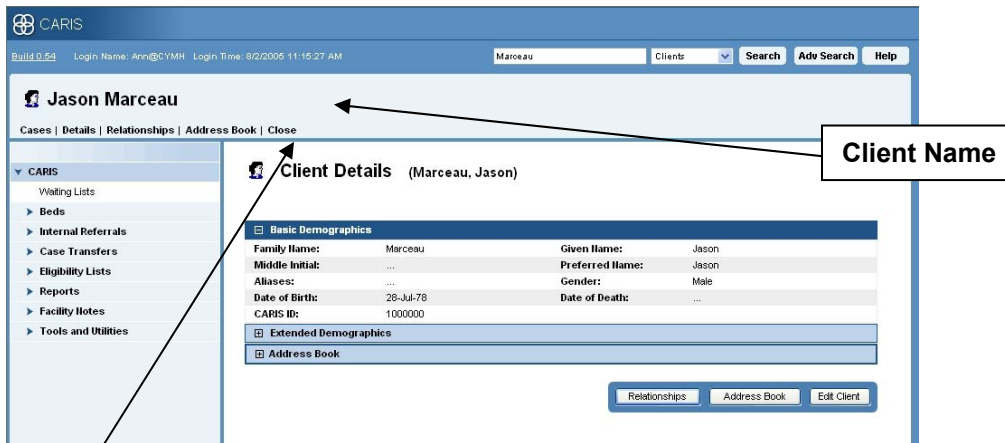 CARIS
Build 0.54 Login Name: Ann@CYMH Login Time: 8/2/2005 11:15:27 AM Marceau Clients Search Adv Search Help
Jason Marceau
Cases | Details | Relationships | Address Book | Close
Client Name
CARIS
Waiting Lists
Beds
Internal Referrals
Case Transfers
Eligibility Lists
Reports
Facility Notes
Tools and Utilities
Client Details (Marceau, Jason)
Basic Demographics
Family Name: Marceau Given Name: Jason
Middle Initial: ... Preferred Name: Jason
Aliases: ... Gender: Male
Date of Birth: 28-Jul-78 Date of Death: ...
CARIS ID: 1000000
Extended Demographics
Address Book
Relationships Address Book Edit Client